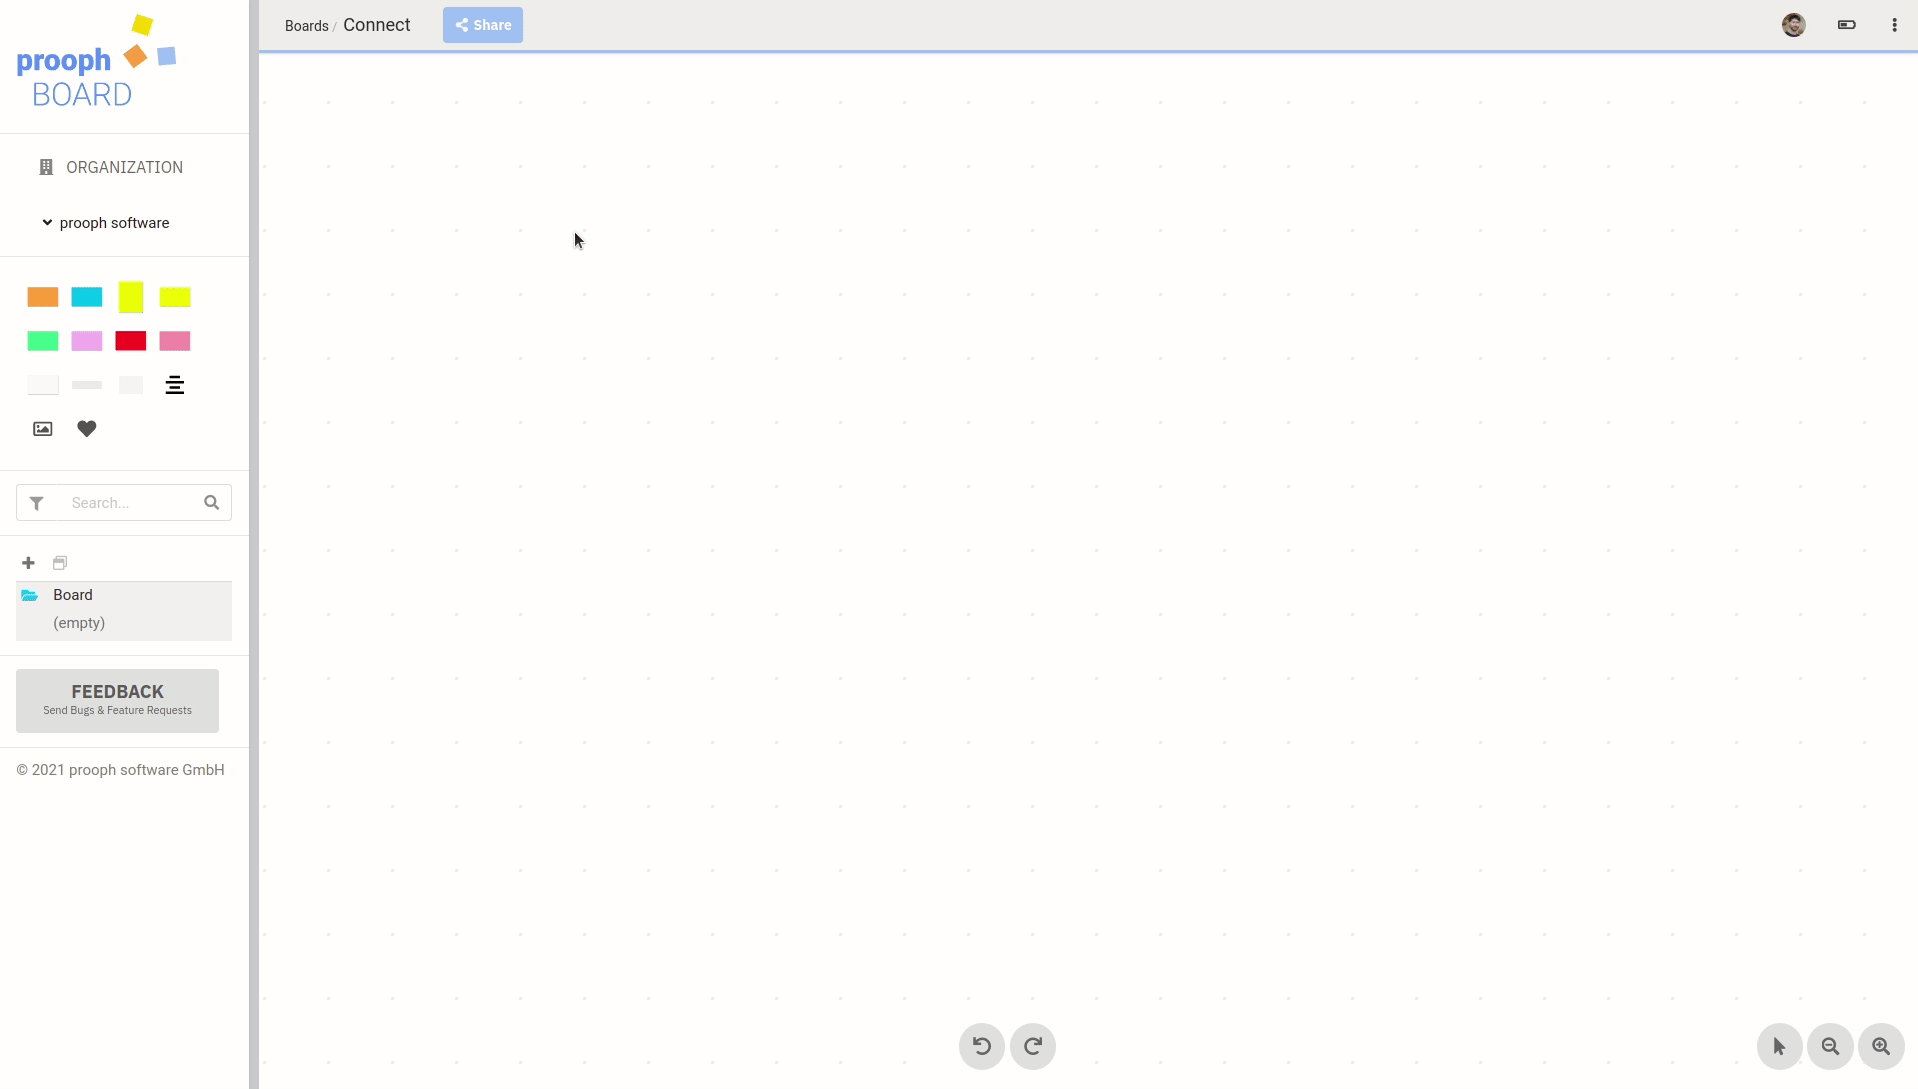 prooph
BOARD
ORGANIZATION
prooph software
Search...
Board
(empty)
FEEDBACK
Send Bugs & Feature Requests
© 2021 prooph software GmbH
Boards / Connect
Share